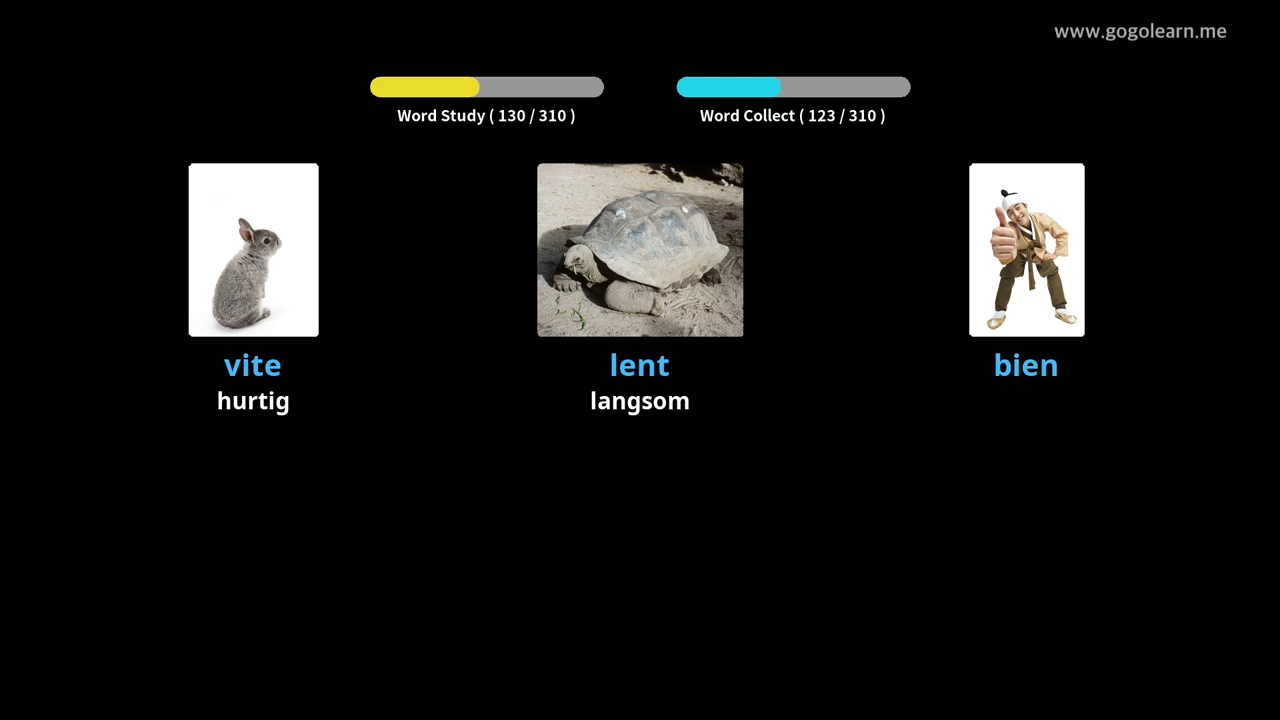 www.gogolearn.me
Word Study ( 130 / 310 )
Word Collect ( 123 / 310 )
vite
hurtig
lent
langsom
bien